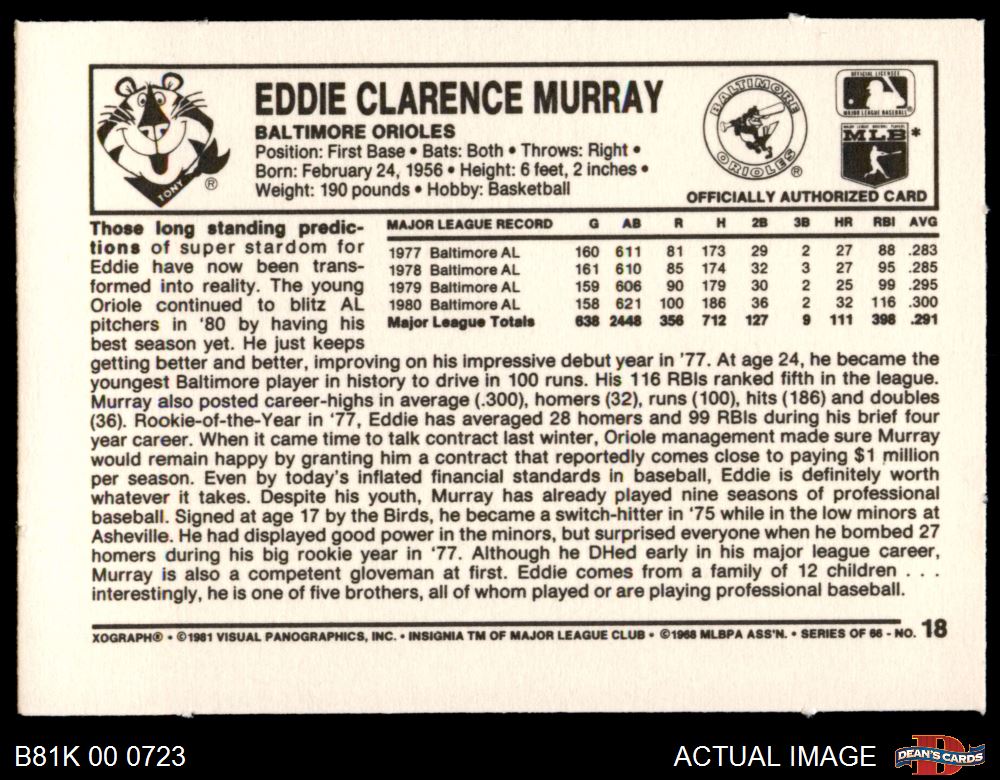 TONY
®
EDDIE CLARENCE MURRAY
BALTIMORE ORIOLES
Position: First Base • Bats: Both • Throws: Right •
Born: February 24, 1956 • Height: 6 feet, 2 inches •
Weight: 190 pounds • Hobby: Basketball
BALTIMORE
ORIOLES
®
OFFICIAL LICENSEE
MAJOR LEAGUE BASEBALL
MAJOR LEAGUE BASEBALL PLAYERS
MLB *
OFFICIALLY AUTHORIZED CARD
MAJOR LEAGUE RECORD G AB R H 2B 3B HR RBI AVG
1977 Baltimore AL 160 611 81 173 29 2 27 88 .283
1978 Baltimore AL 161 610 85 174 32 3 27 95 .285
1979 Baltimore AL 159 606 90 179 30 2 25 99 .295
1980 Baltimore AL 158 621 100 186 36 2 32 116 .300
Major League Totals 638 2448 356 712 127 9 111 398 .291
Those long standing predic-
tions of super stardom for
Eddie have now been trans-
formed into reality. The young
Oriole continued to blitz AL
pitchers in '80 by having his
best season yet. He just keeps
getting better and better, improving on his impressive debut year in '77. At age 24, he became the
youngest Baltimore player in history to drive in 100 runs. His 116 RBIs ranked fifth in the league.
Murray also posted career-highs in average (.300), homers (32), runs (100), hits (186) and doubles
(36). Rookie-of-the-Year in '77, Eddie has averaged 28 homers and 99 RBIs during his brief four
year career. When it came time to talk contract last winter, Oriole management made sure Murray
would remain happy by granting him a contract that reportedly comes close to paying $1 million
per season. Even by today's inflated financial standards in baseball, Eddie is definitely worth
whatever it takes. Despite his youth, Murray has already played nine seasons of professional
baseball. Signed at age 17 by the Birds, he became a switch-hitter in '75 while in the low minors at
Asheville. He had displayed good power in the minors, but surprised everyone when he bombed 27
homers during his big rookie year in '77. Although he DHed early in his major league career,
Murray is also a competent gloveman at first. Eddie comes from a family of 12 children . . .
interestingly, he is one of five brothers, all of whom played or are playing professional baseball.
XOGRAPH® • ©1981 VISUAL PANOGRAPHICS, INC. • INSIGNIA TM OF MAJOR LEAGUE CLUB • ©1968 MLBPA ASS'N. • SERIES OF 66 - NO. 18
B81K 00 0723
ACTUAL IMAGE
DEAN'S CARDS